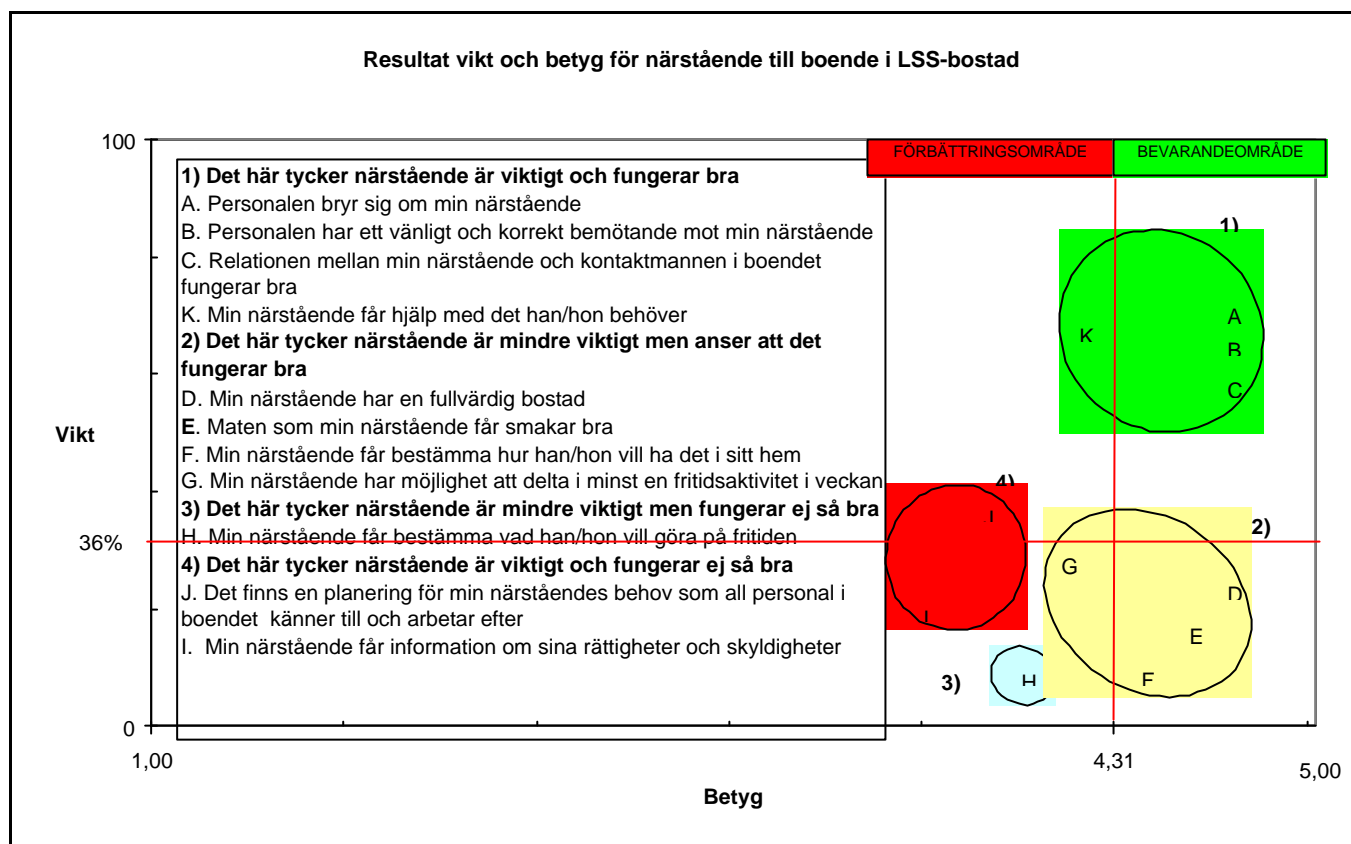 Resultat vikt och betyg för närstående till boende i LSS-bostad
100
FÖRBÄTTRINGSOMRÅDE
BEVARANDEOMRÅDE
1) Det här tycker närstående är viktigt och fungerar bra
A. Personalen bryr sig om min närstående
B. Personalen har ett vänligt och korrekt bemötande mot min närstående
C. Relationen mellan min närstående och kontaktmannen i boendet
fungerar bra
K. Min närstående får hjälp med det han/hon behöver
2) Det här tycker närstående är mindre viktigt men anser att det
fungerar bra
D. Min närstående har en fullvärdig bostad
E. Maten som min närstående får smakar bra
F. Min närstående får bestämma hur han/hon vill ha det i sitt hem
G. Min närstående har möjlighet att delta i minst en fritidsaktivitet i veckan
3) Det här tycker närstående är mindre viktigt men fungerar ej så bra
H. Min närstående får bestämma vad han/hon vill göra på fritiden
4) Det här tycker närstående är viktigt och fungerar ej så bra
J. Det finns en planering för min närståendes behov som all personal i
boendet känner till och arbetar efter
I. Min närstående får information om sina rättigheter och skyldigheter
1)
A
K
B
C
Vikt
4)
36%
2)
G
D
E
3)
H
F
0
1,00
4,31
5,00
Betyg